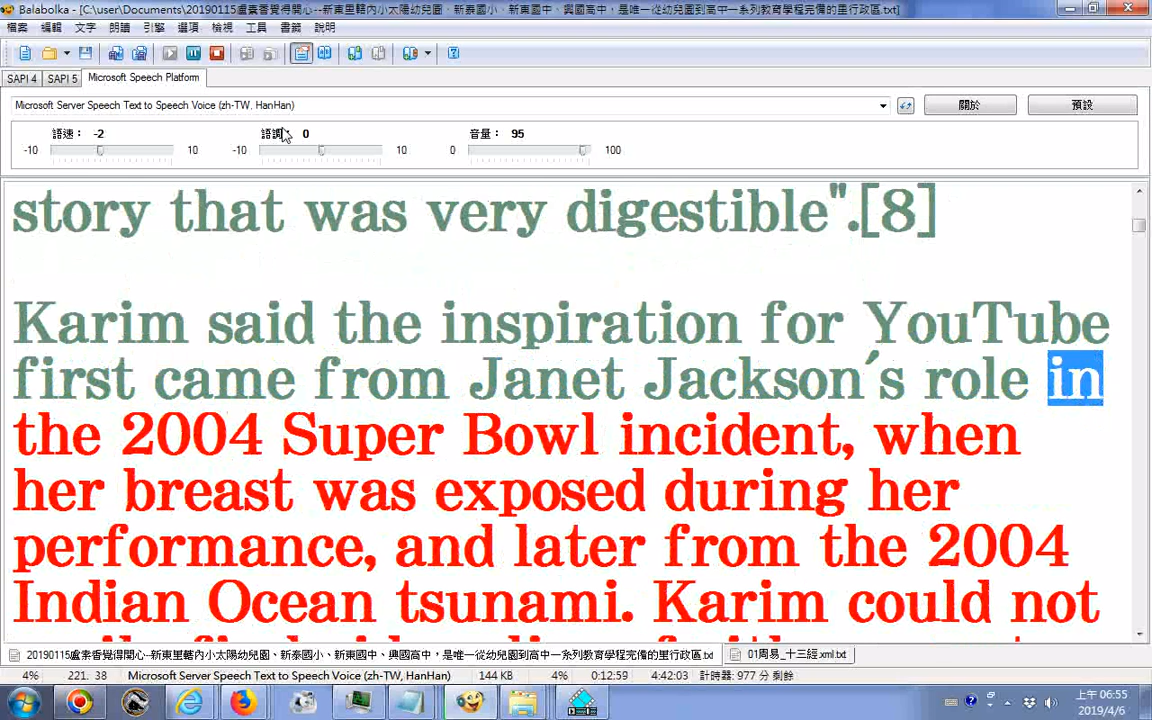 Balabolka - [C:\user\Documents\20190115盧素香覺得開心--新東里轄內小太陽幼兒園、新泰國小、新東國中、興國高中，是唯一從幼兒園到高中一系列教育學程完備的里行政區.txt]
檔案 編輯 文字 朗讀 引擎 選項 檢視 工具 書籤 說明
SAPI 4 SAPI 5 Microsoft Speech Platform
Microsoft Server Speech Text to Speech Voice (zh-TW, HanHan) 關於 預設
語速： -2 語調： 0 音量： 95
-10 10 -10 10 0 100
story that was very digestible".[8]
Karim said the inspiration for YouTube
first came from Janet Jackson´s role in
the 2004 Super Bowl incident, when
her breast was exposed during her
performance, and later from the 2004
Indian Ocean tsunami. Karim could not
20190115盧素香覺得開心--新東里轄內小太陽幼兒園、新泰國小、新東國中、興國高中，是唯一從幼兒園到高中一系列教育學程完備的里行政區.txt 01周易_十三經.xml.txt
4% 221. 38 Microsoft Server Speech Text to Speech Voice (zh-TW, HanHan) 144 KB 4% 0:12:59 4:42:03 計時器: 977 分 剩餘
上午 06:55
2019/4/6